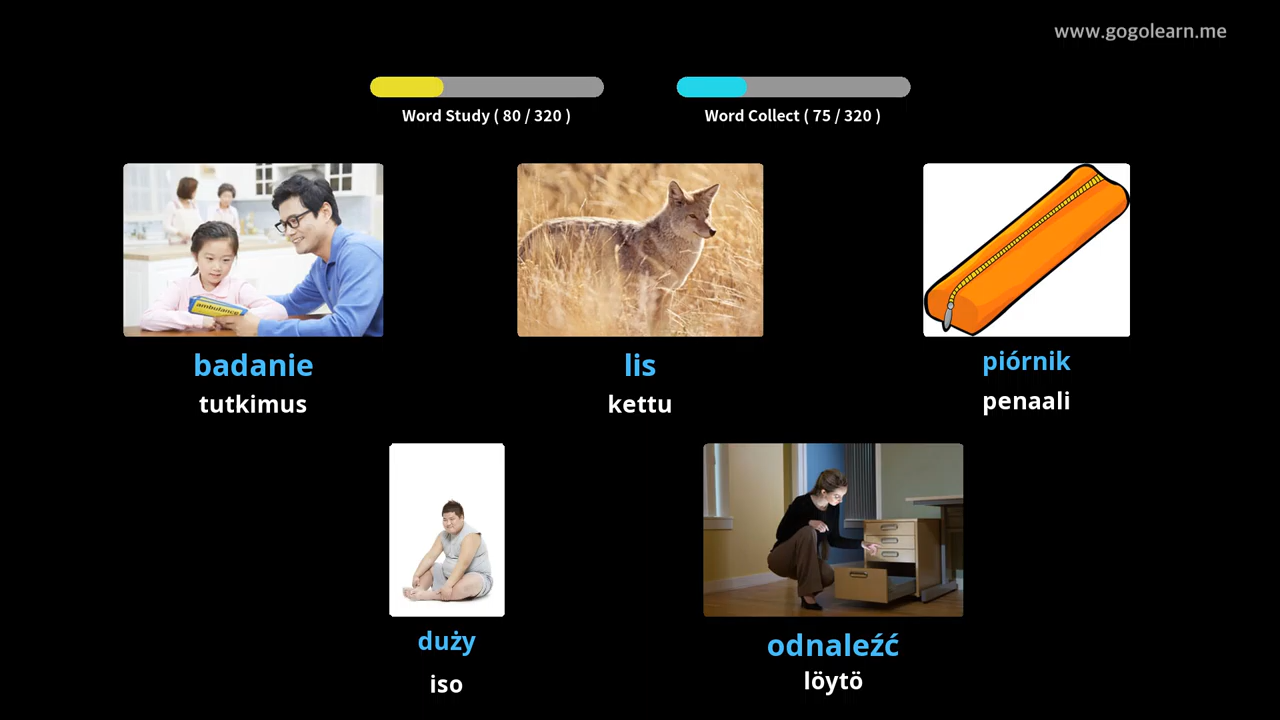 www.gogolearn.me
Word Study ( 80 / 320 )
Word Collect ( 75 / 320 )
ambulance
badanie
tutkimus
lis
kettu
piórnik
penaali
duży
iso
odnaleźć
löytö